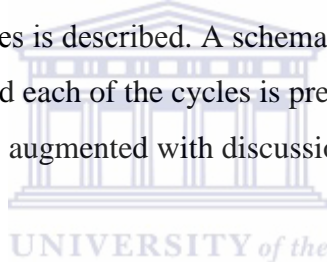 es is described. A schema
d each of the cycles is pre
augmented with discussio
UNIVERSITY of the